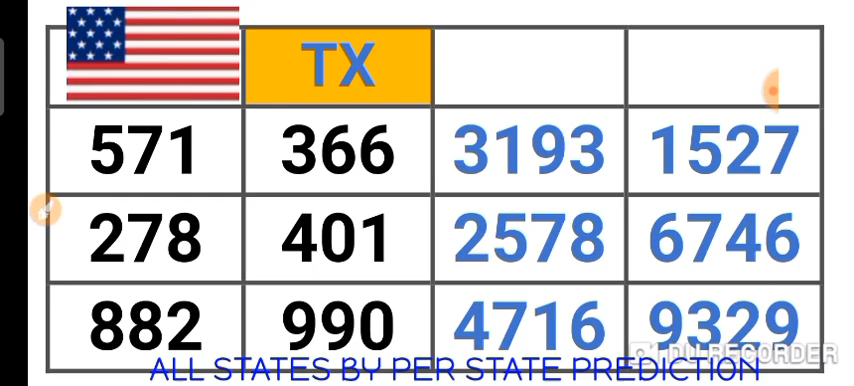 TX
571 366 3193 1527
278 401 2578 6746
882 990 4716 9329
DU RECORDER
ALL STATES BY PER STATE PREDICTION